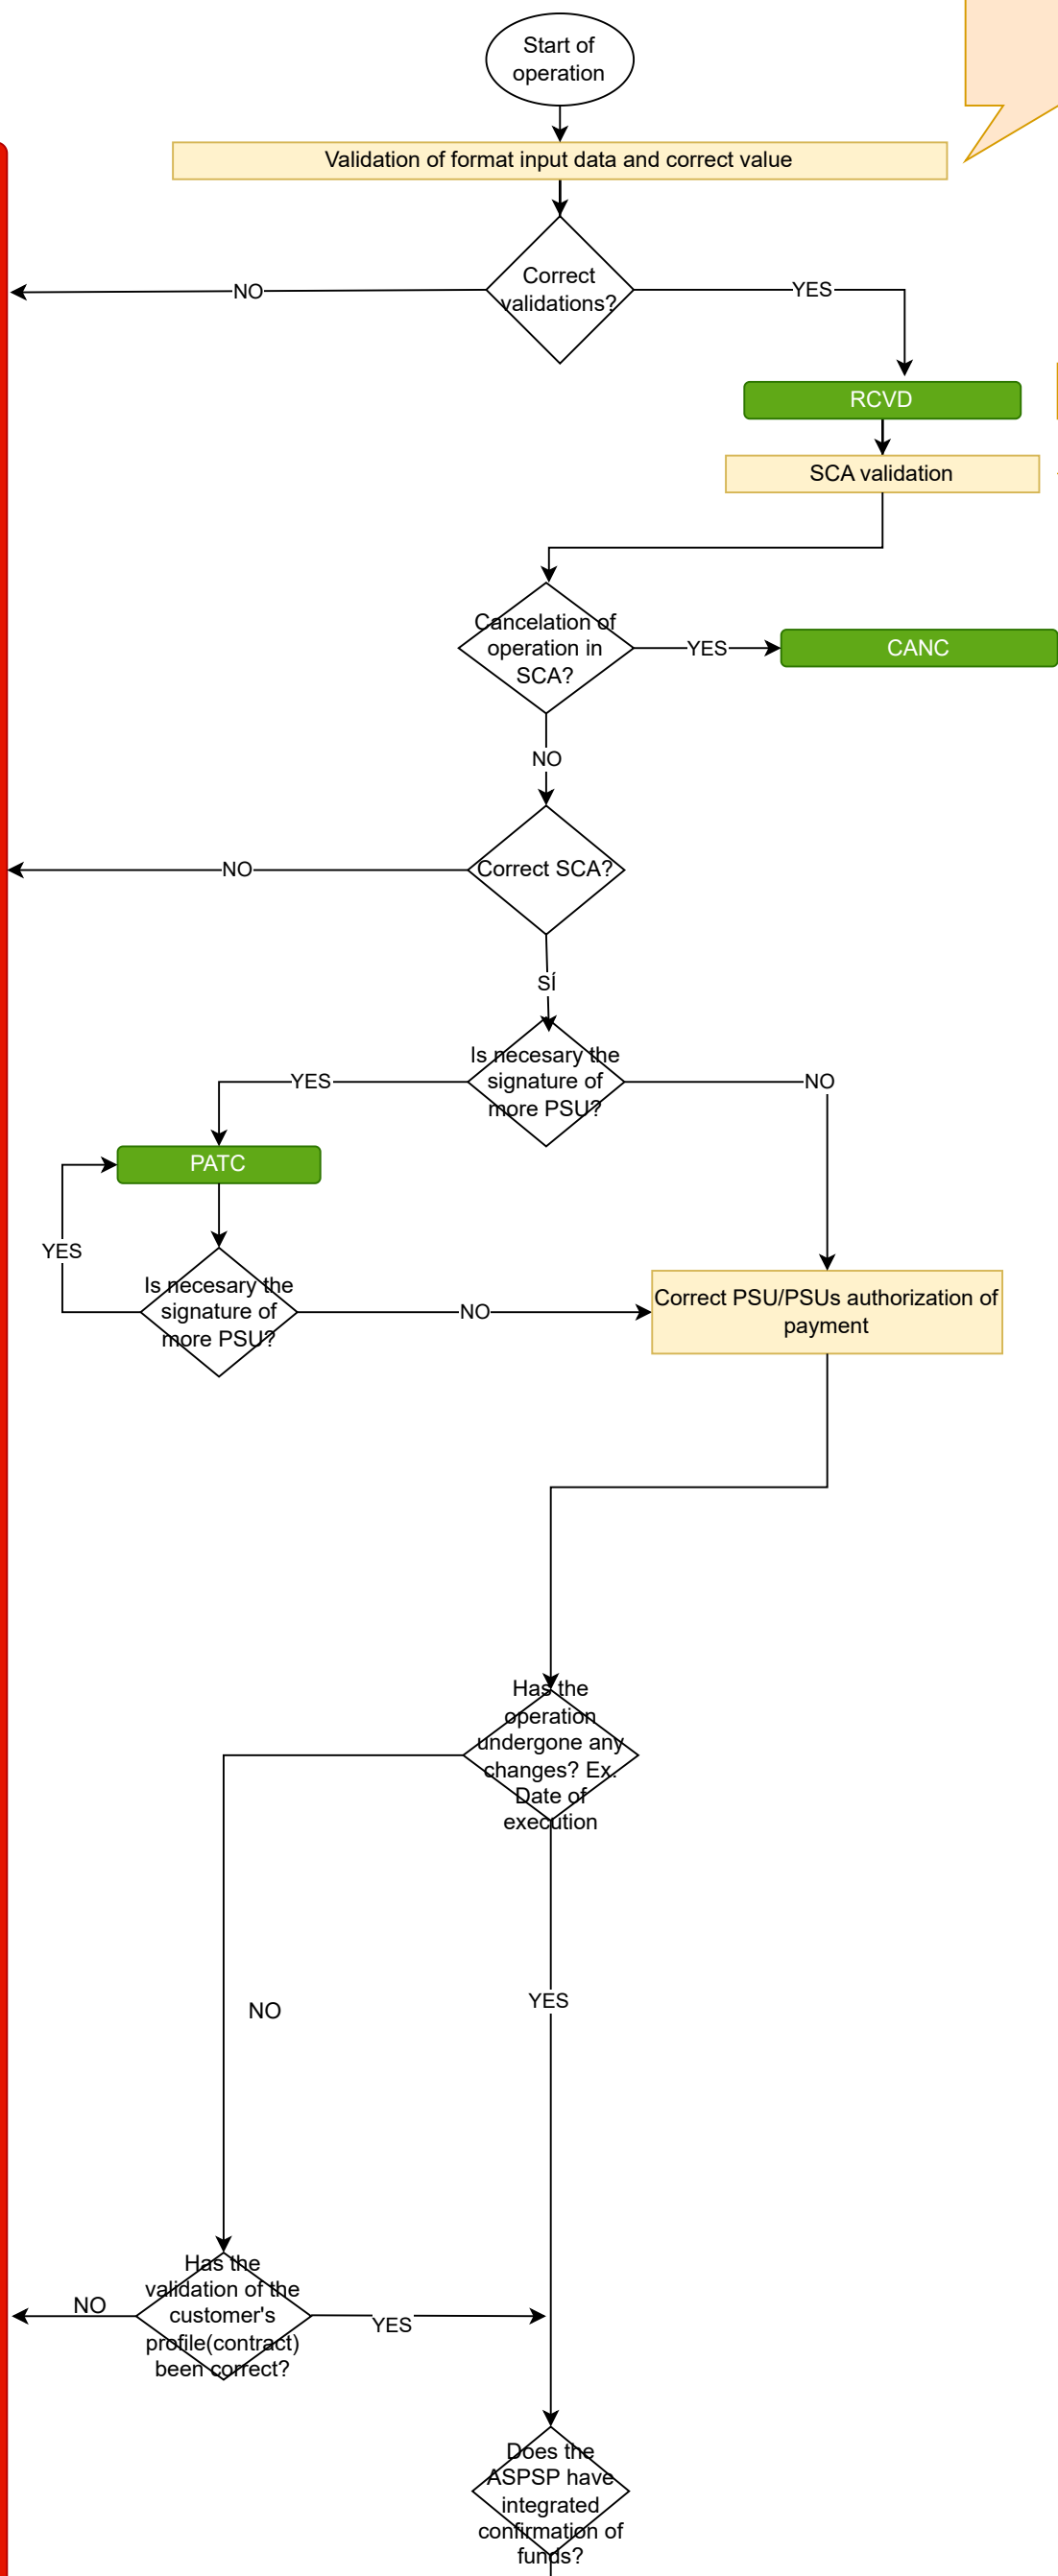 Start of
operation
Validation of format input data and correct value
Correct
validations?
NO
YES
RCVD
SCA validation
Cancelation of
operation in
SCA?
YES
CANC
NO
Correct SCA?
NO
SÍ
Is necesary the
signature of
more PSU?
YES
NO
PATC
YES
Is necesary the
signature of
more PSU?
NO
Correct PSU/PSUs authorization of
payment
Has the
operation
undergone any
changes? Ex.
Date of
execution
NO
YES
Has the
validation of the
customer's
profile(contract)
been correct?
NO
YES
Does the
ASPSP have
integrated
confirmation of
funds?